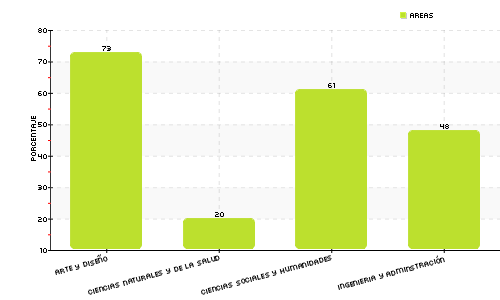 AREAS
80
70
60
50
40
30
20
10
PORCENTAJE
73
20
61
48
ARTE Y DISEÑO
CIENCIAS NATURALES Y DE LA SALUD
CIENCIAS SOCIALES Y HUMANIDADES
INGENIERIA Y ADMINSTRACIÓN